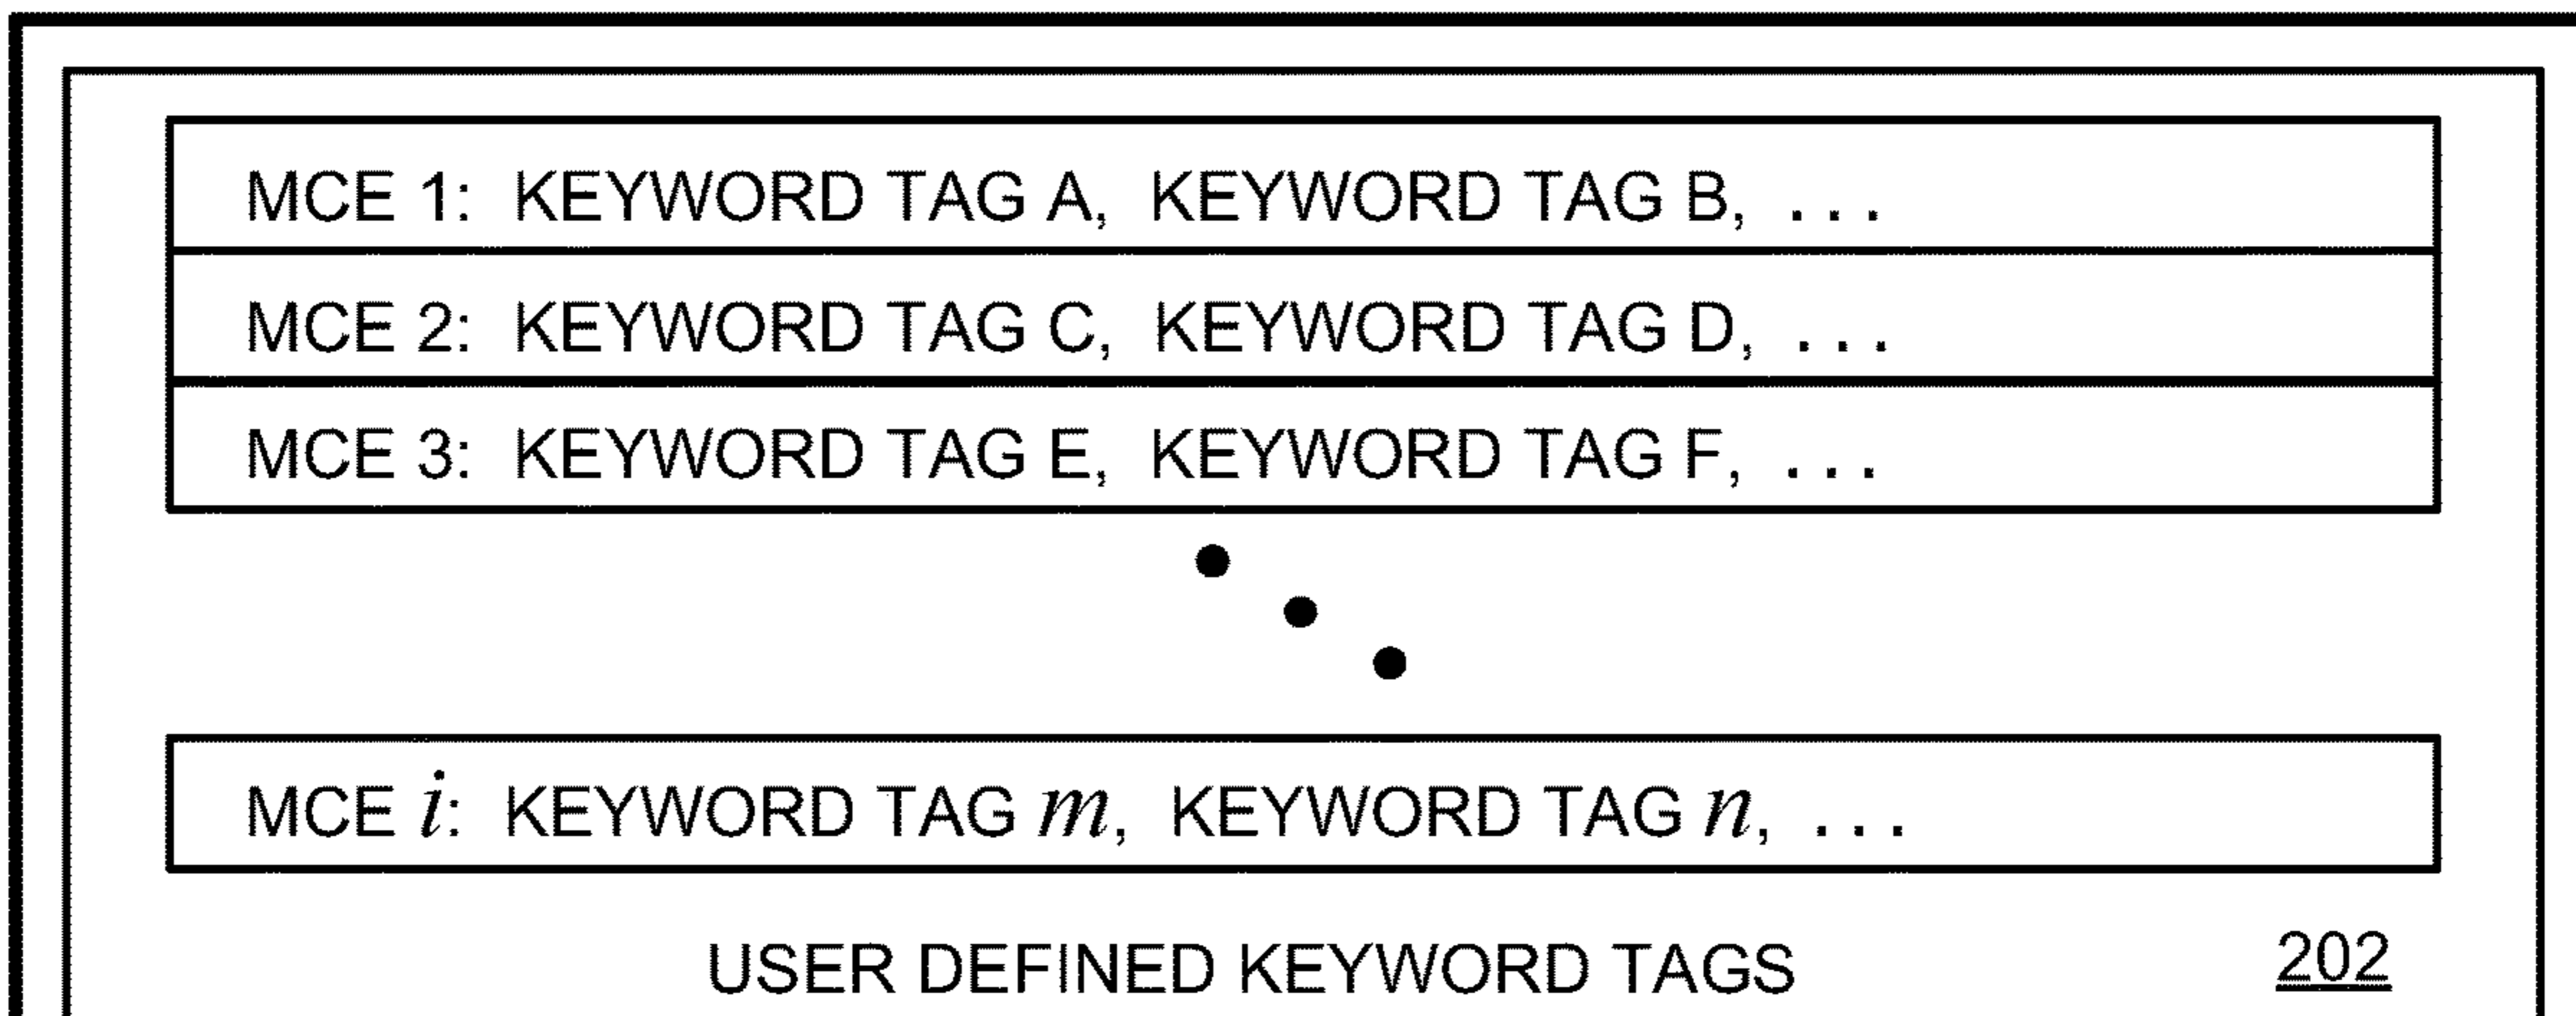 MCE 1: KEYWORD TAG A, KEYWORD TAG B, ...
MCE 2: KEYWORD TAG C, KEYWORD TAG D, ...
MCE 3: KEYWORD TAG E, KEYWORD TAG F, ...
MCE i: KEYWORD TAG m, KEYWORD TAG n, ...
USER DEFINED KEYWORD TAGS 202